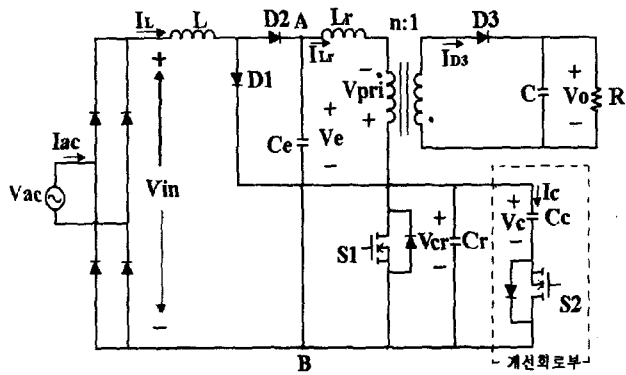 IL
L
D2
A
Lr
ILr
n:1
D3
ID3
D1
Vpri
−
+
+
Vin
−
Iac
Vac
Ce
+
Ve
−
C
+
Vo
−
R
S1
+
Vcr
−
Cr
Ic
+
Vc
−
Cc
S2
B
개선회로부